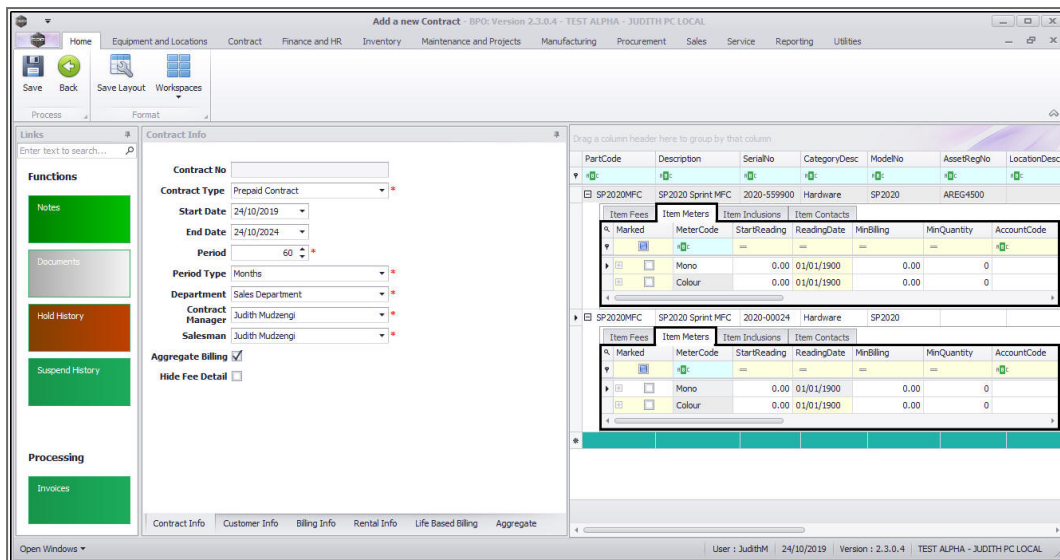 Add a new Contract - BPO: Version 2.3.0.4 - TEST ALPHA - JUDITH PC LOCAL
Home Equipment and Locations Contract Finance and HR Inventory Maintenance and Projects Manufacturing Procurement Sales Service Reporting Utilities
Save Back Save Layout Workspaces
Process Format
Links
Enter text to search...
Functions
Notes
Documents
Hold History
Suspend History
Processing
Invoices
Contract Info
Contract No
Contract Type Prepaid Contract *
Start Date 24/10/2019
End Date 24/10/2024
Period 60 *
Period Type Months *
Department Sales Department *
Contract
Manager Judith Mudzengi *
Salesman Judith Mudzengi *
Aggregate Billing
Hide Fee Detail
Contract Info Customer Info Billing Info Rental Info Life Based Billing Aggregate
Drag a column header here to group by that column
PartCode Description SerialNo CategoryDesc ModelNo AssetRegNo LocationDesc
SP2020MFC SP2020 Sprint MFC 2020-559900 Hardware SP2020 AREG4500
Item Fees Item Meters Item Inclusions Item Contacts
Marked MeterCode StartReading ReadingDate MinBilling MinQuantity AccountCode
= = = =
Mono 0.00 01/01/1900 0.00 0
Colour 0.00 01/01/1900 0.00 0
SP2020MFC SP2020 Sprint MFC 2020-00024 Hardware SP2020
Item Fees Item Meters Item Inclusions Item Contacts
Marked MeterCode StartReading ReadingDate MinBilling MinQuantity AccountCode
= = = =
Mono 0.00 01/01/1900 0.00 0
Colour 0.00 01/01/1900 0.00 0
Open Windows User : JudithM 24/10/2019 Version : 2.3.0.4 TEST ALPHA - JUDITH PC LOCAL